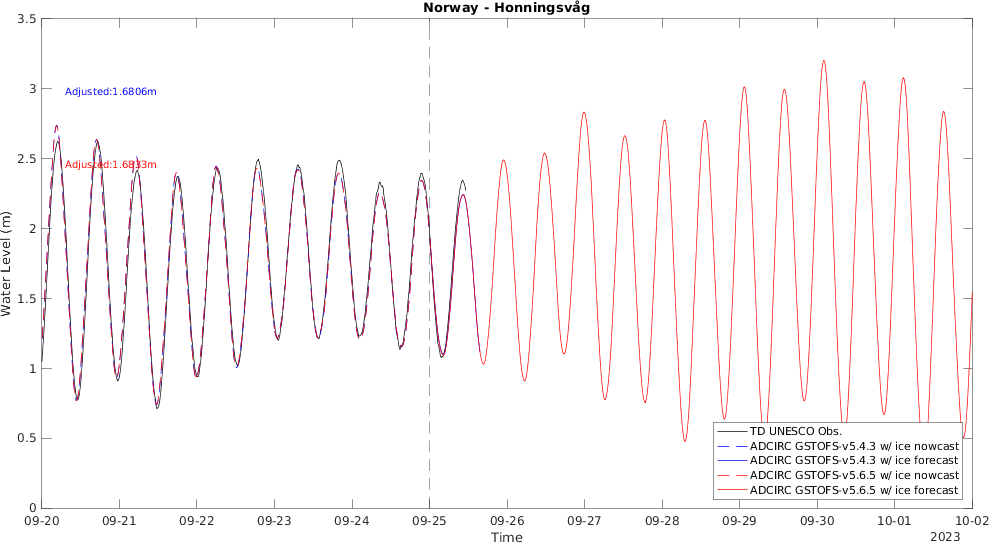 Norway - Honningsvåg
3.5
3
2.5
2
1.5
1
0.5
0
Water Level (m)
Adjusted:1.6806m
Adjusted:1.6833m
TD UNESCO Obs.
ADCIRC GSTOFS-v5.4.3 w/ ice nowcast
ADCIRC GSTOFS-v5.4.3 w/ ice forecast
ADCIRC GSTOFS-v5.6.5 w/ ice nowcast
ADCIRC GSTOFS-v5.6.5 w/ ice forecast
09-20 09-21 09-22 09-23 09-24 09-25 09-26 09-27 09-28 09-29 09-30 10-01 10-02
Time
2023